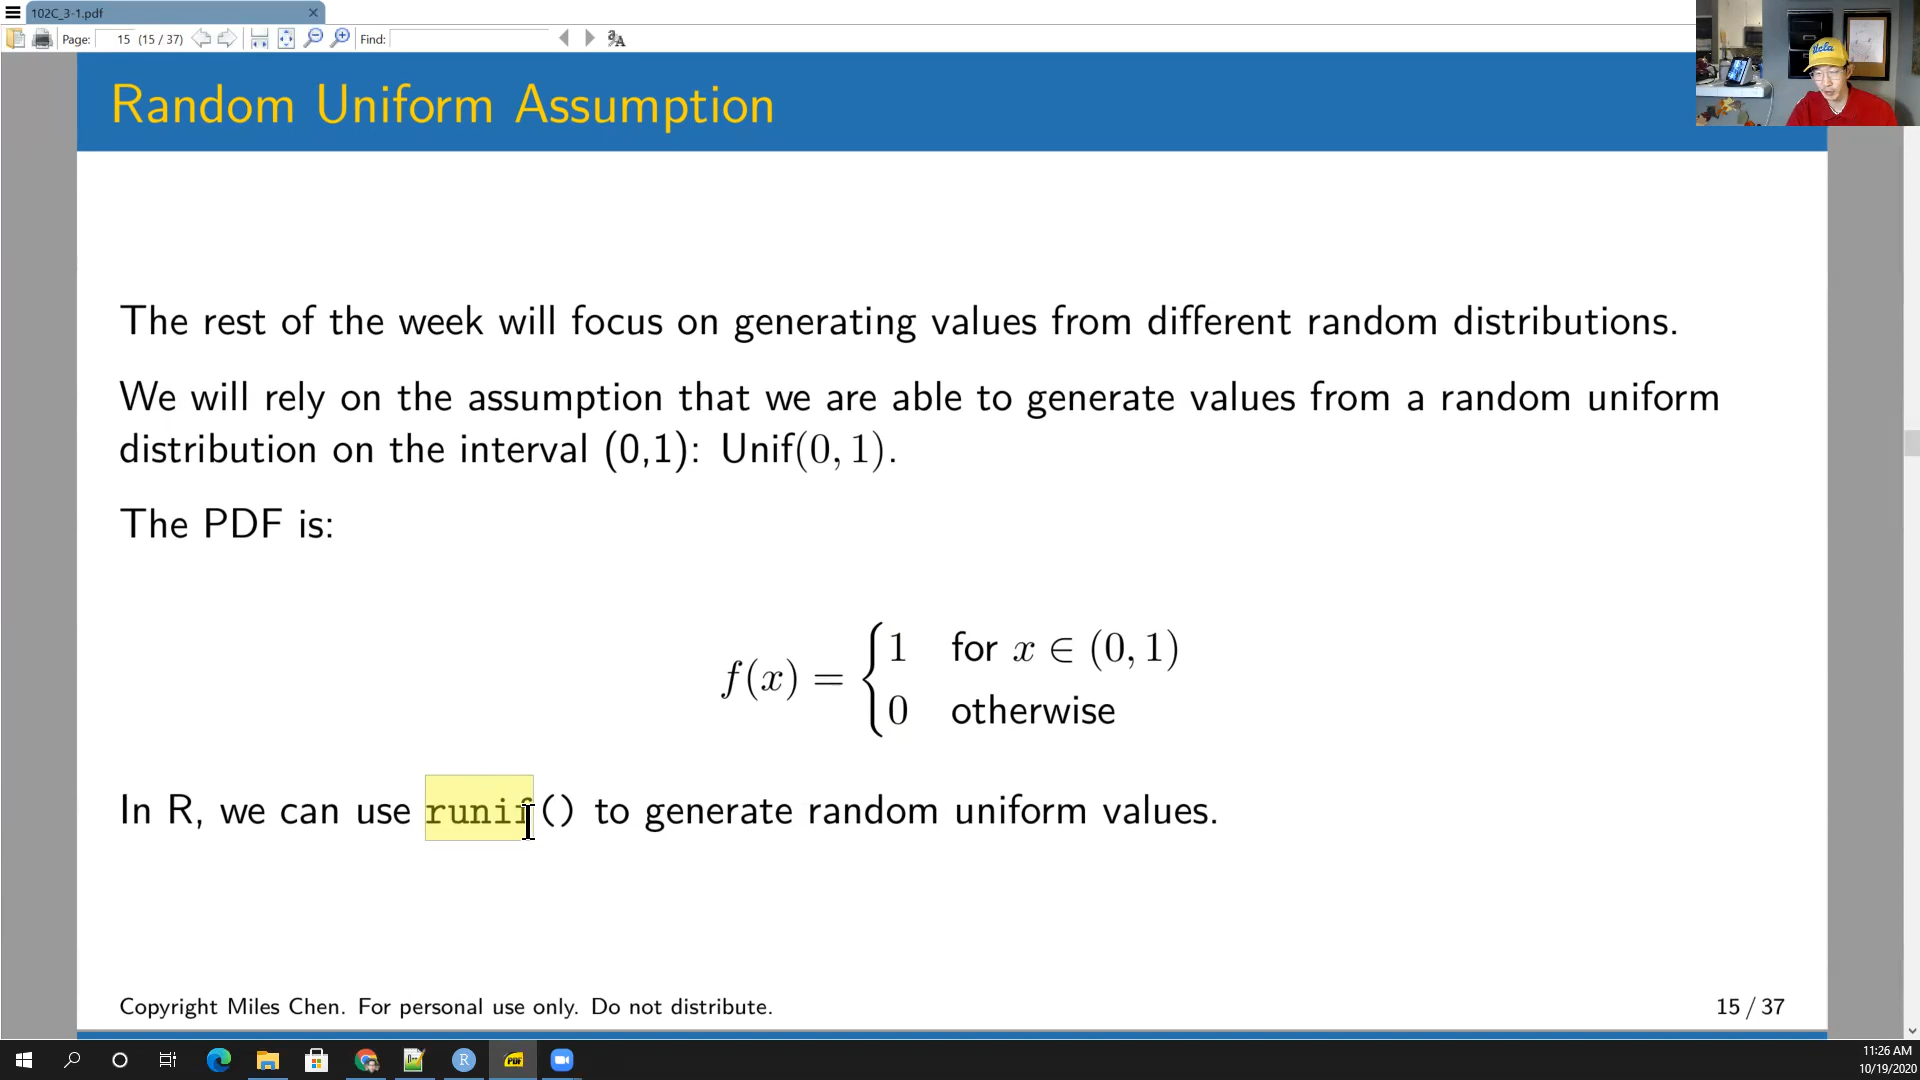 102C_3-1.pdf
Page: 15 (15 / 37) Find:
Ucla
Random Uniform Assumption
The rest of the week will focus on generating values from different random distributions.
We will rely on the assumption that we are able to generate values from a random uniform
distribution on the interval (0,1): Unif(0, 1).
The PDF is:
f(x) = { 1 for x ∈ (0, 1)
0 otherwise
In R, we can use runif() to generate random uniform values.
Copyright Miles Chen. For personal use only. Do not distribute. 15 / 37
11:26 AM
10/19/2020